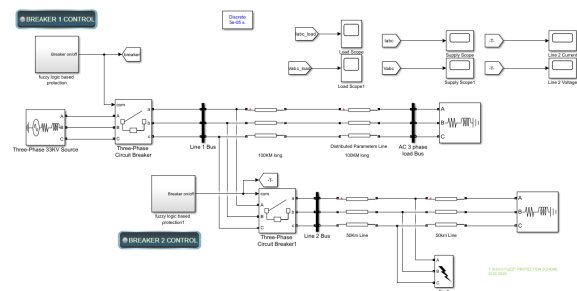 BREAKER 1 CONTROL
Discrete
5e-05 s.
Breaker on/off
breaker
fuzzy logic based
protection
Iabc_load
Load Scope
Vabc_load
Load Scope1
Iabc
Supply Scope
Vabc
Supply Scope1
-T-
Line 2 Current
-T-
Line 2 Voltage
com
A
B
C
a
b
c
Three-Phase 33KV Source
Three-Phase
Circuit Breaker
Line 1 Bus
100KM long
Distributed Parameters Line
100KM long
AC 3 phase
load Bus
A
B
C
Breaker on/off
-T-
fuzzy logic based
protection1
com
A
B
C
a
b
c
Three-Phase
Circuit Breaker1
Line 2 Bus
50Km Line
50km Line
A
B
C
BREAKER 2 CONTROL
A
B
C